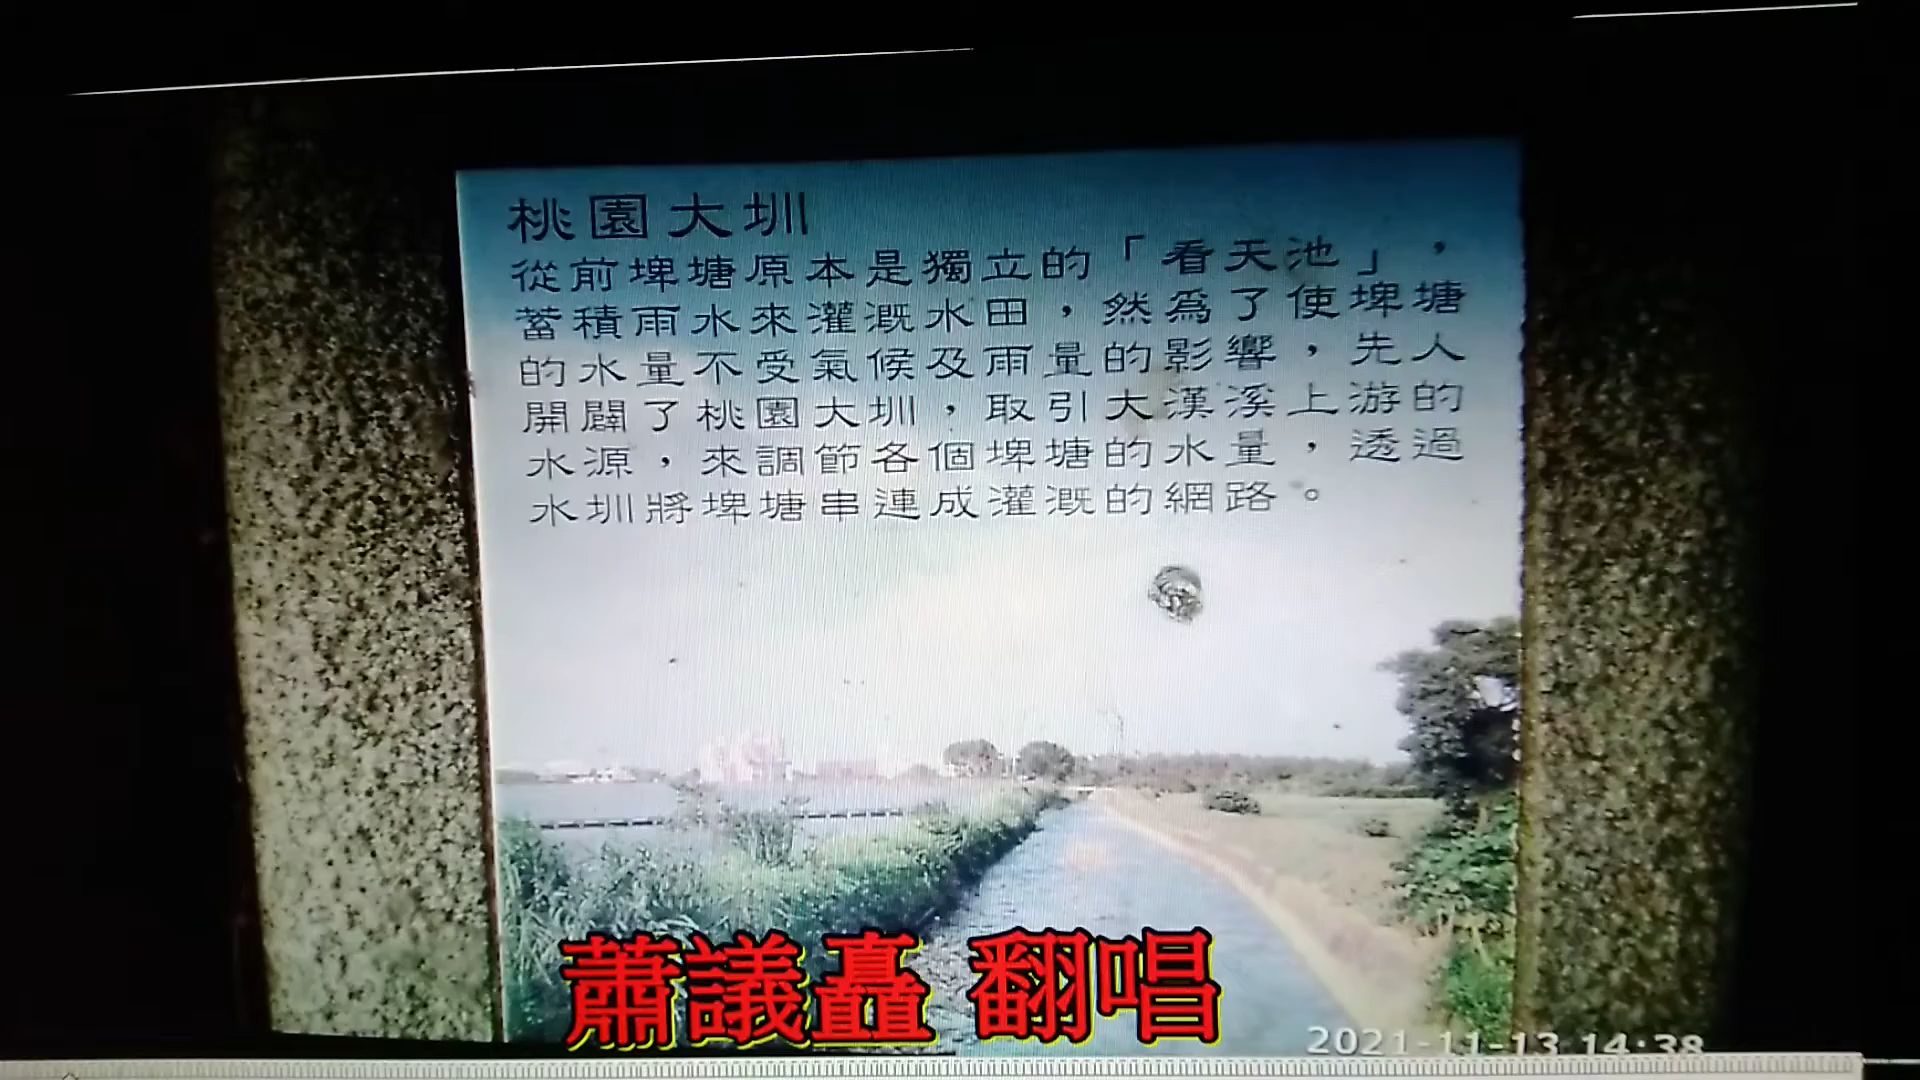 桃園大圳
從前埤塘原本是獨立的「看天池」，
蓄積雨水來灌溉水田，然為了使埤塘
的水量不受氣候及雨量的影響，先人
開闢了桃園大圳，取引大漢溪上游的
水源，來調節各個埤塘的水量，透過
水圳將埤塘串連成灌溉的網路。
蕭議矗 翻唱
2021-11-13 14:38